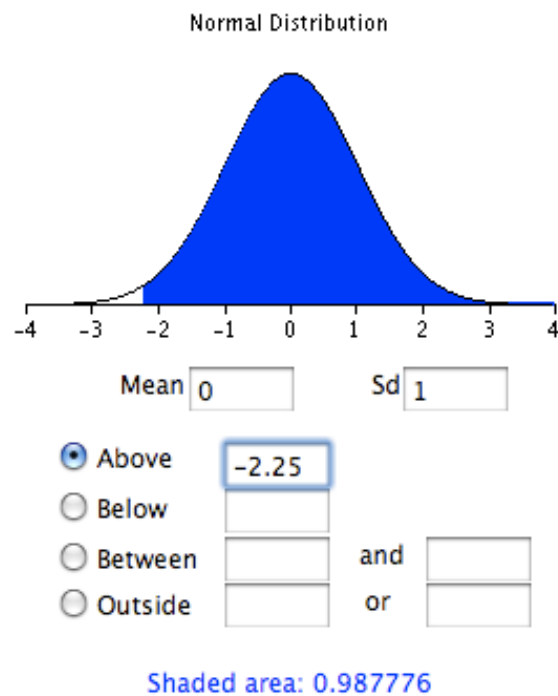 Normal Distribution
-4 -3 -2 -1 0 1 2 3 4
Mean 0 Sd 1
Above -2.25
Below
Between and
Outside or
Shaded area: 0.987776